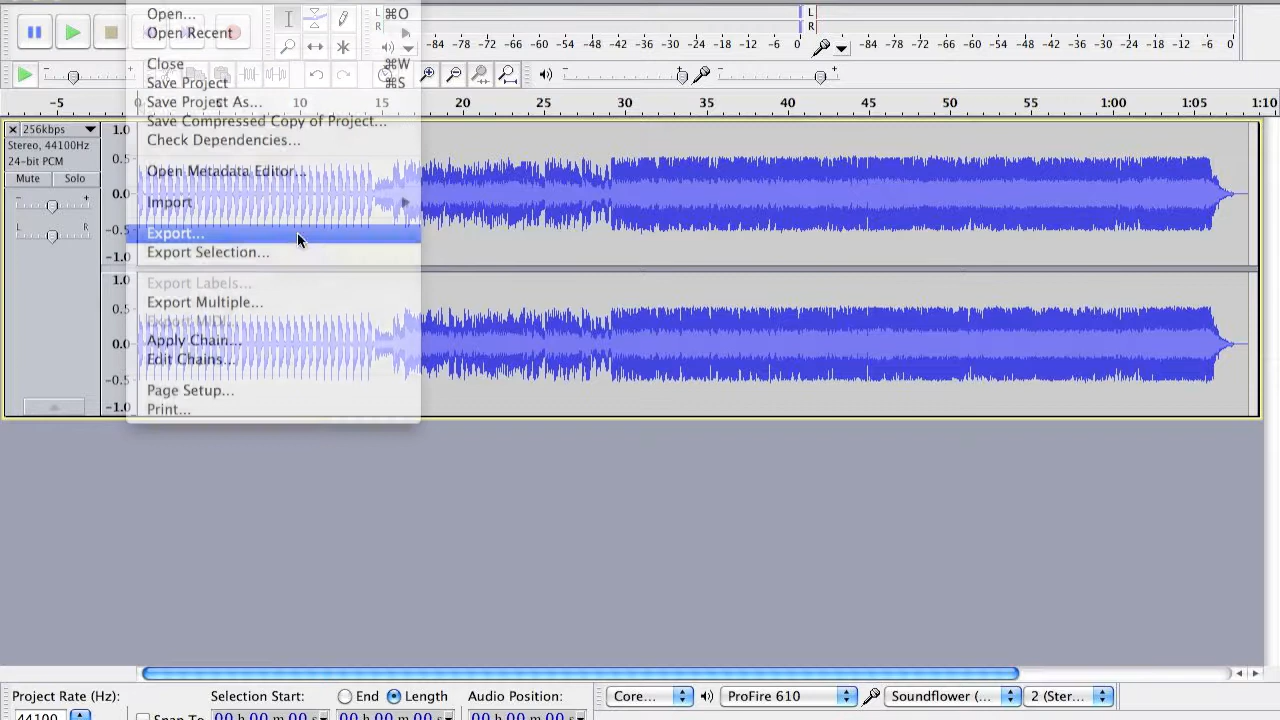 Open... ⌘O
Open Recent
Close ⌘W
Save Project ⌘S
Save Project As...
Save Compressed Copy of Project...
Check Dependencies...
Open Metadata Editor...
Import
Export...
Export Selection...
Export Labels...
Export Multiple...
Export MIDI...
Apply Chain...
Edit Chains...
Page Setup...
Print...
L
R
-84 -78 -72 -66 -60 -54 -48 -42 -36 -30 -24 -18 -12 -6 0
L
R
-84 -78 -72 -66 -60 -54 -48 -42 -36 -30 -24 -18 -12 -6 0
-5 0 5 10 15 20 25 30 35 40 45 50 55 1:00 1:05 1:10
256kbps
Stereo, 44100Hz
24-bit PCM
Mute Solo
- +
L R
1.0
0.5
0.0
-0.5
-1.0
1.0
0.5
0.0
-0.5
-1.0
Project Rate (Hz):
44100
Selection Start: End Length Audio Position:
Snap To
00 h 00 m 00 s
00 h 00 m 00 s
00 h 00 m 00 s
Core... ProFire 610 Soundflower (... 2 (Ster...